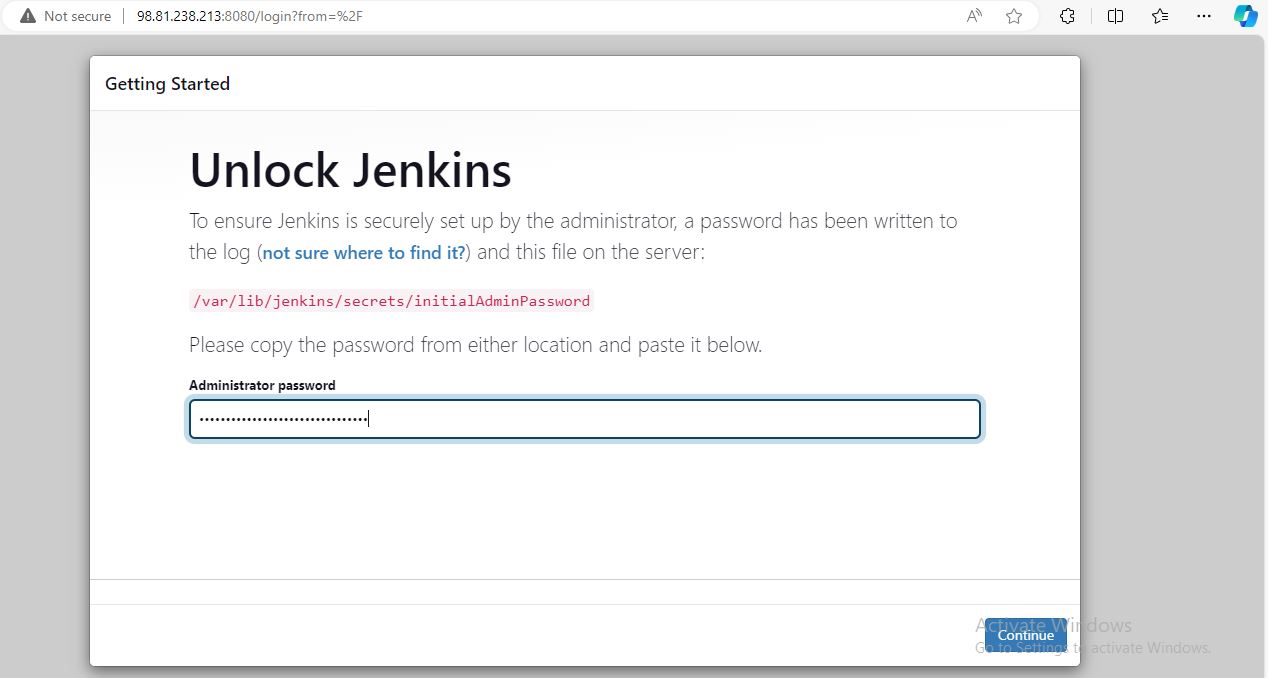 Not secure 98.81.238.213:8080/login?from=%2F
Getting Started
Unlock Jenkins
To ensure Jenkins is securely set up by the administrator, a password has been written to
the log (not sure where to find it?) and this file on the server:
/var/lib/jenkins/secrets/initialAdminPassword
Please copy the password from either location and paste it below.
Administrator password
••••••••••••••••••••••••••••••••
Activate Windows
Continue
Go to Settings to activate Windows.